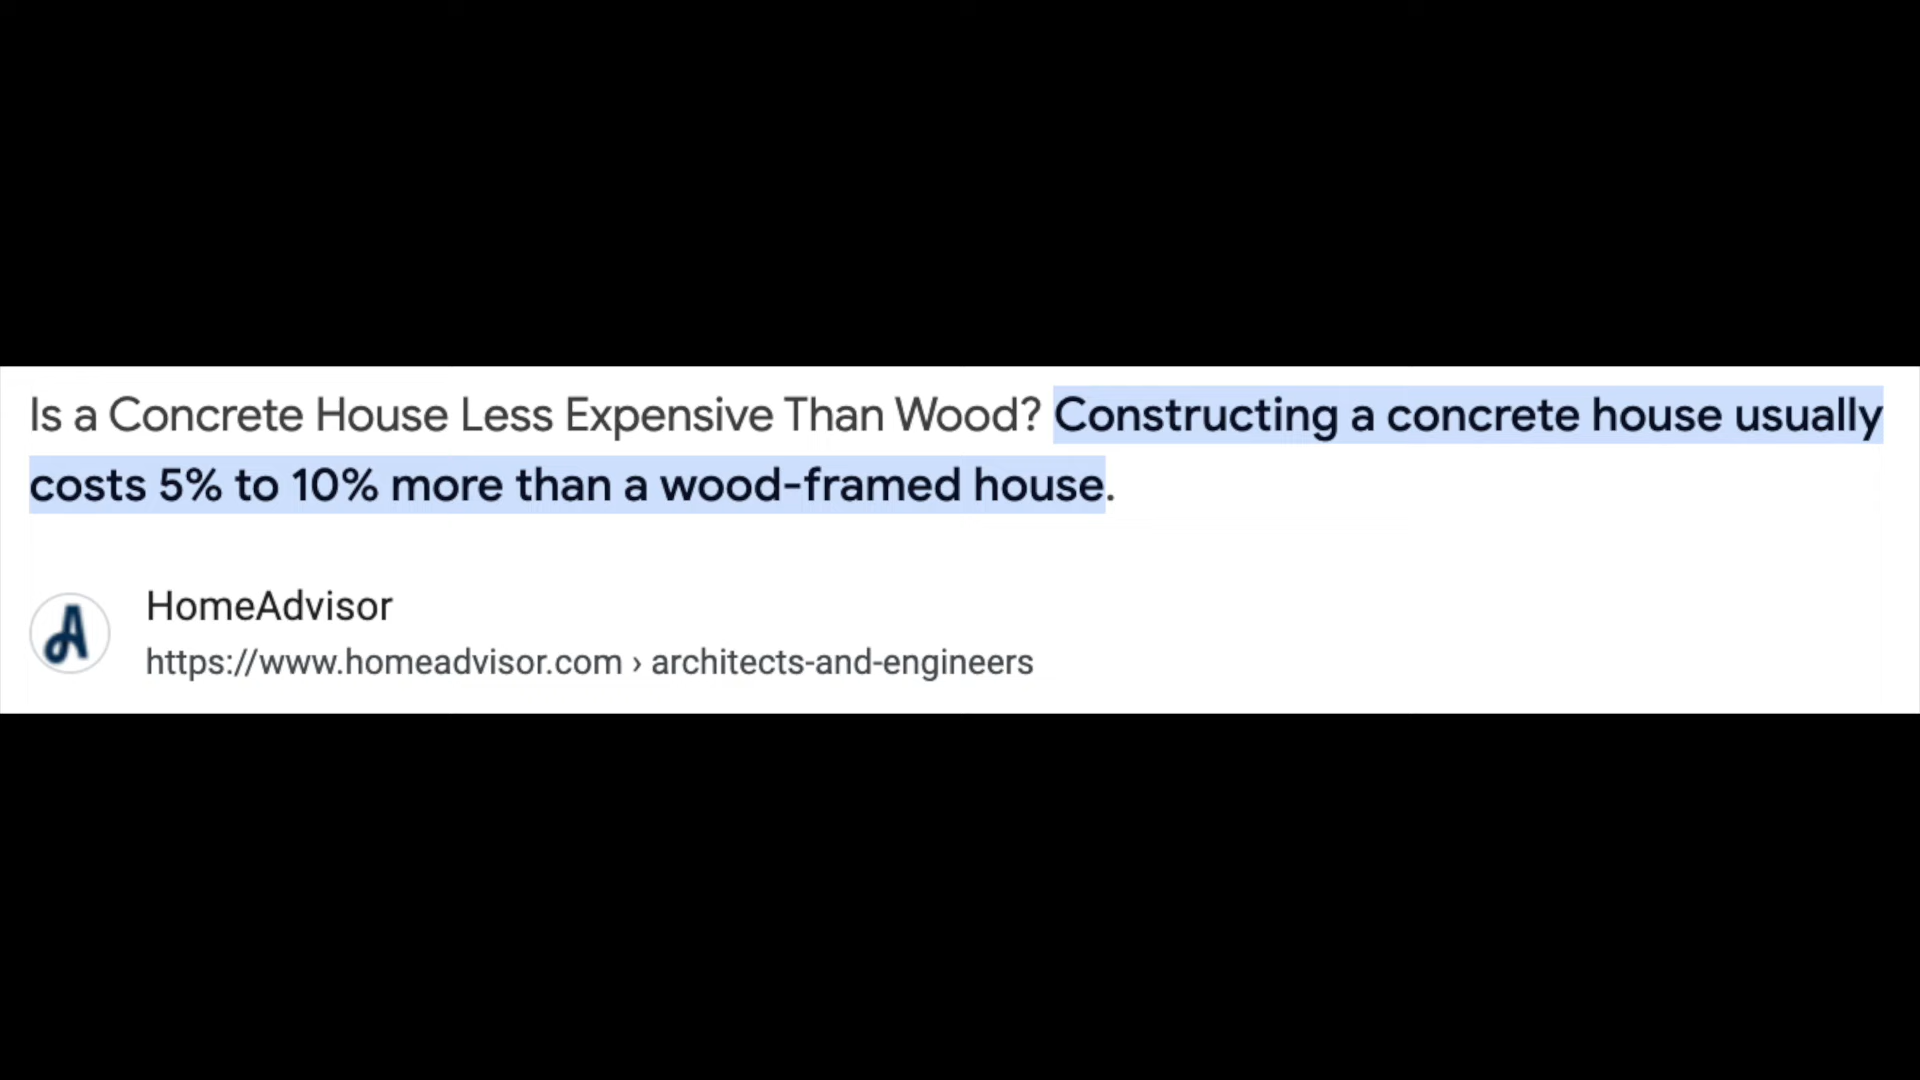 Is a Concrete House Less Expensive Than Wood? Constructing a concrete house usually
costs 5% to 10% more than a wood-framed house.
HomeAdvisor
https://www.homeadvisor.com › architects-and-engineers